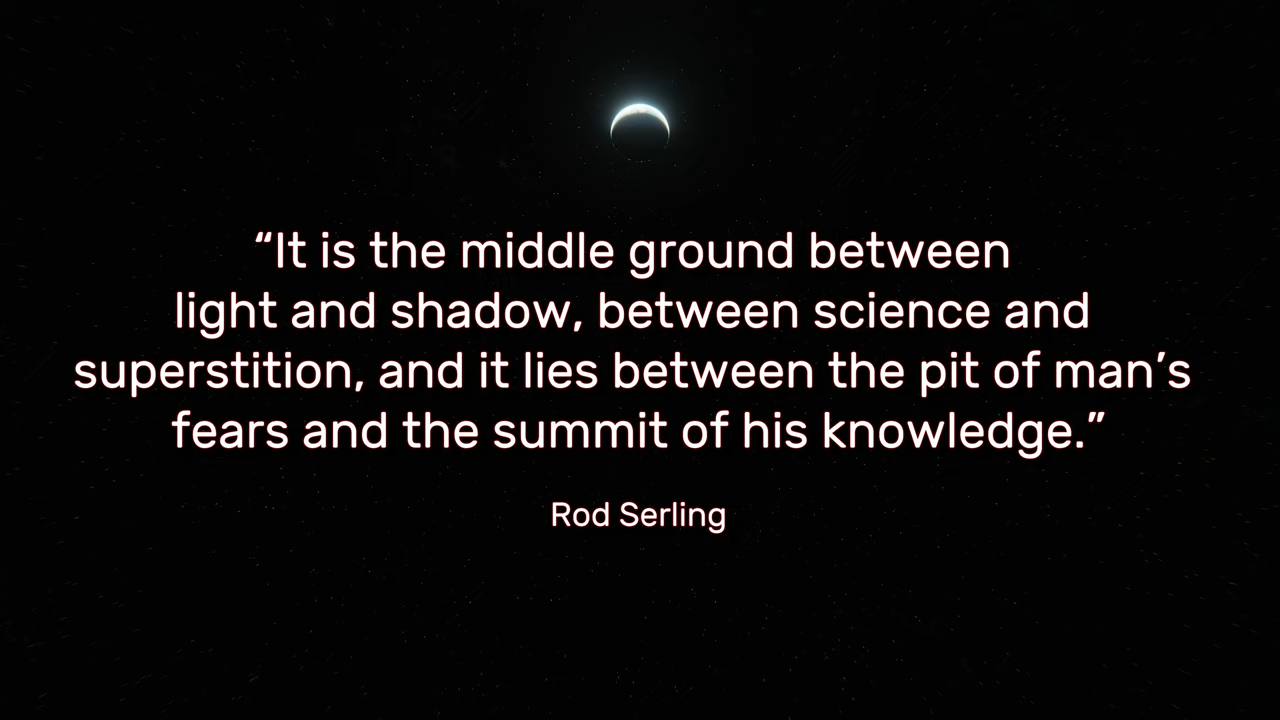 “It is the middle ground between
light and shadow, between science and
superstition, and it lies between the pit of man’s
fears and the summit of his knowledge.”
Rod Serling